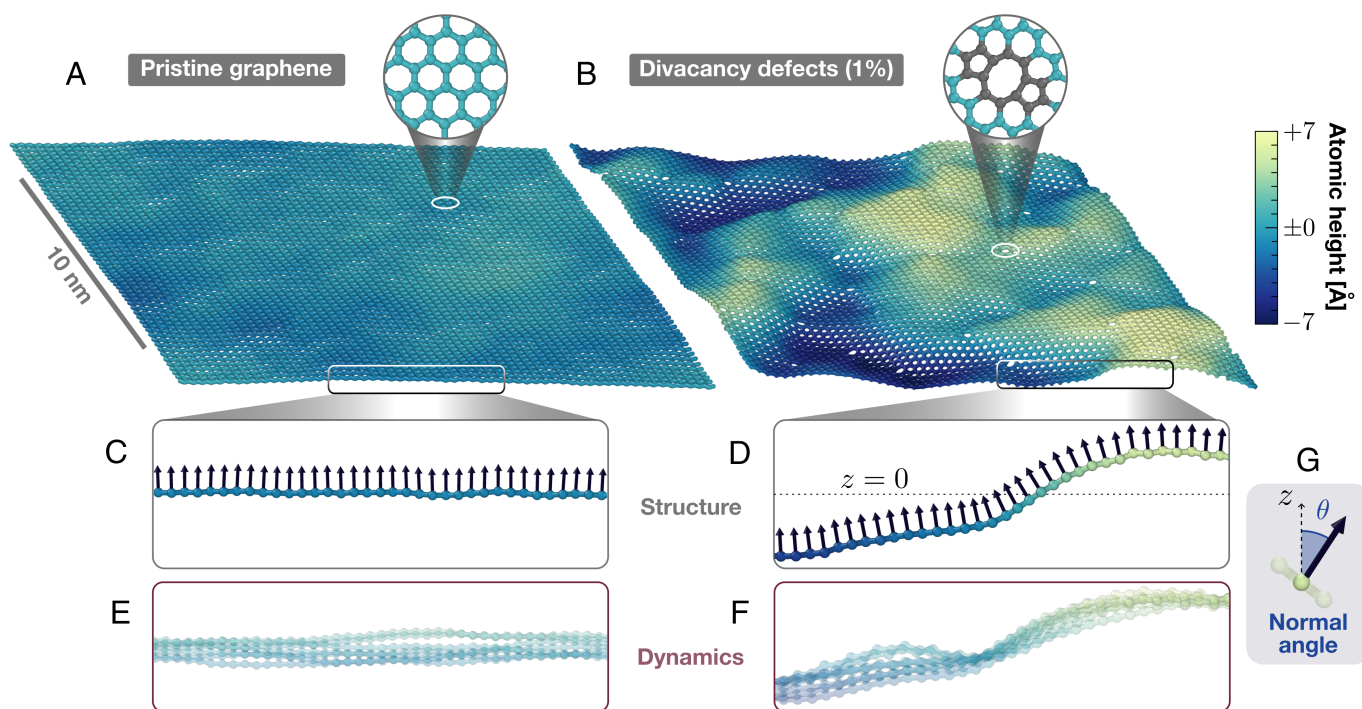 A
Pristine graphene
B
Divacancy defects (1%)
10 nm
+7
±0
−7
Atomic height [Å]
C
D
z = 0
Structure
G
z
θ
Normal
angle
E
F
Dynamics